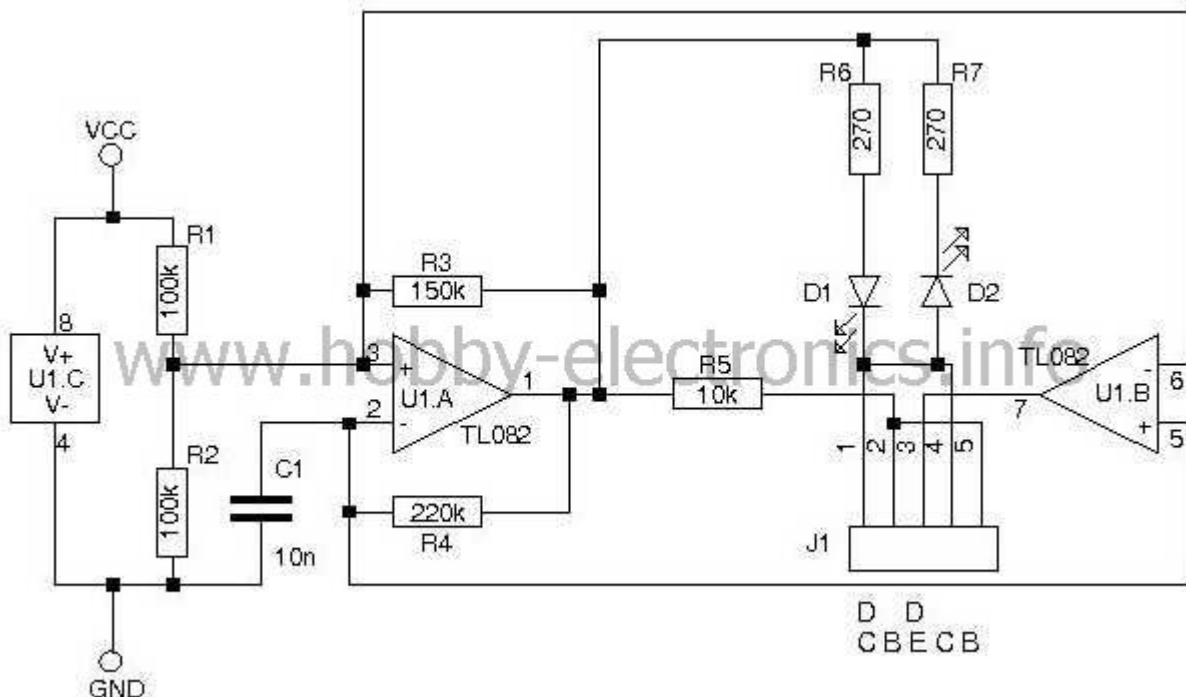 VCC
R6 R7
270 270
R1
100k
R3
150k
D1 D2
8
V+
U1.C
V-
4
www.hobby-electronics.info
3
+
2
-
U1.A
1
TL082
R5
10k
TL082
-
6
U1.B
7
+
5
R2
100k
C1
10n
220k
R4
1 2 3 4 5
J1
D D
C B E C B
GND